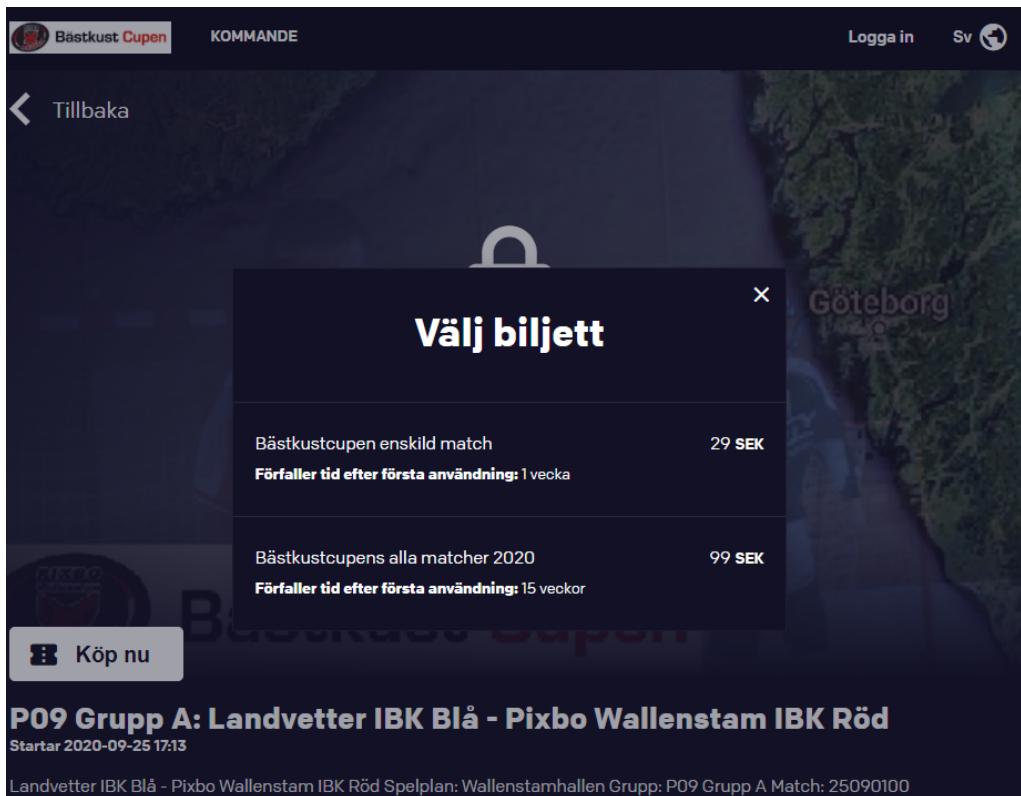 Bästkust Cupen
KOMMANDE
Logga in
Sv
Tillbaka
Göteborg
Välj biljett
Bästkustcupen enskild match
29 SEK
Förfaller tid efter första användning: 1 vecka
Bästkustcupens alla matcher 2020
99 SEK
Förfaller tid efter första användning: 15 veckor
PIXBO
Bästkust Cupen
Köp nu
P09 Grupp A: Landvetter IBK Blå - Pixbo Wallenstam IBK Röd
Startar 2020-09-25 17:13
Landvetter IBK Blå - Pixbo Wallenstam IBK Röd Spelplan: Wallenstamhallen Grupp: P09 Grupp A Match: 25090100